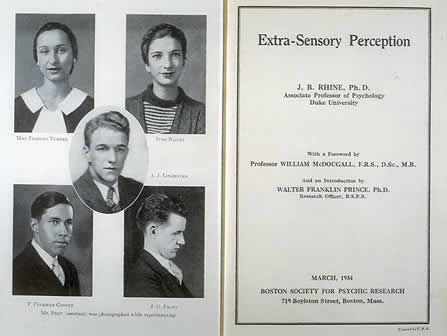 May Frances Turner
June Bailey
A. J. Linzmayer
T. Coleman Cooper
J. G. Pratt
Mr. Pratt (assistant) was photographed while experimenting
Extra-Sensory Perception
J. B. RHINE, Ph. D.
Associate Professor of Psychology
Duke University
With a Foreword by
Professor WILLIAM McDOUGALL, F.R.S., D.Sc., M.B.
And an Introduction by
WALTER FRANKLIN PRINCE, Ph.D.
Research Officer, B.S.P.R.
MARCH, 1934
BOSTON SOCIETY FOR PSYCHIC RESEARCH
719 Boylston Street, Boston, Mass.
Printed in U.S.A.